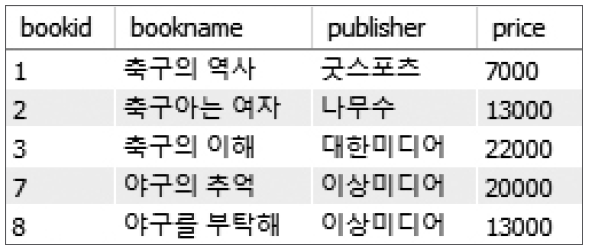 bookid bookname publisher price
1 축구의 역사 굿스포츠 7000
2 축구아는 여자 나무수 13000
3 축구의 이해 대한미디어 22000
7 야구의 추억 이상미디어 20000
8 야구를 부탁해 이상미디어 13000